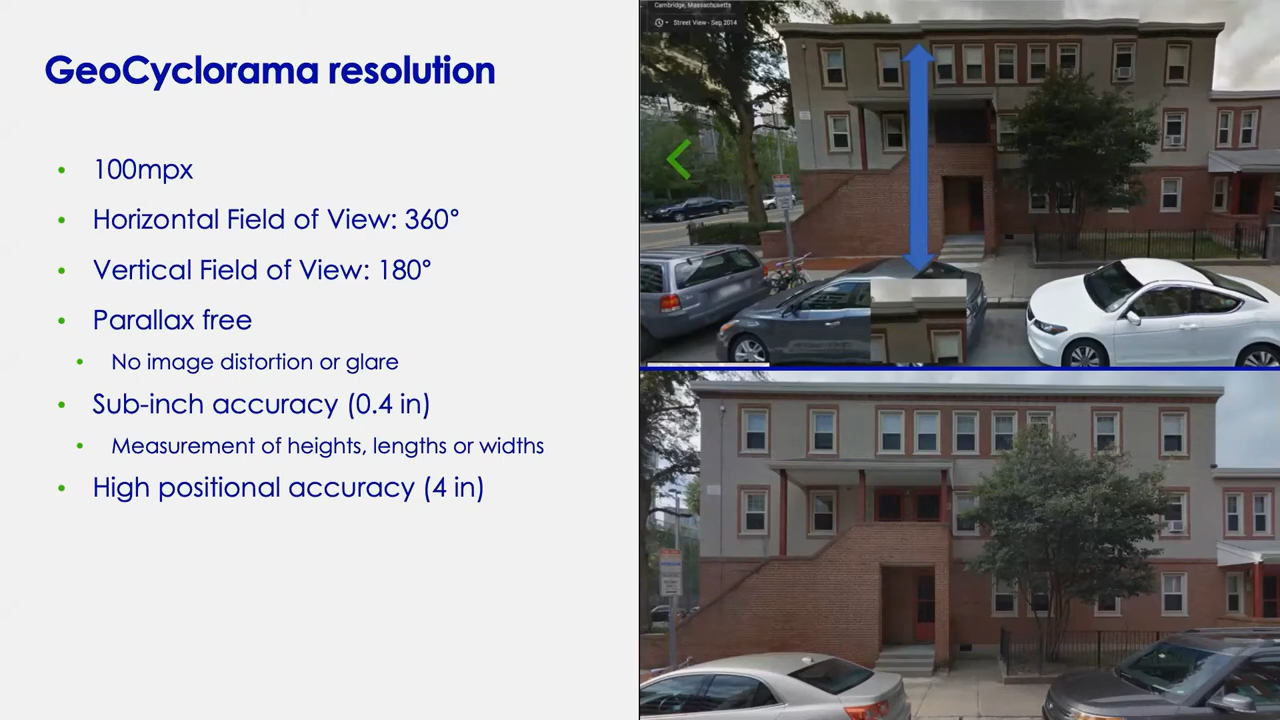 GeoCyclorama resolution
• 100mpx
• Horizontal Field of View: 360°
• Vertical Field of View: 180°
• Parallax free
• No image distortion or glare
• Sub-inch accuracy (0.4 in)
• Measurement of heights, lengths or widths
• High positional accuracy (4 in)
Cambridge, Massachusetts
Street View - Sep 2014